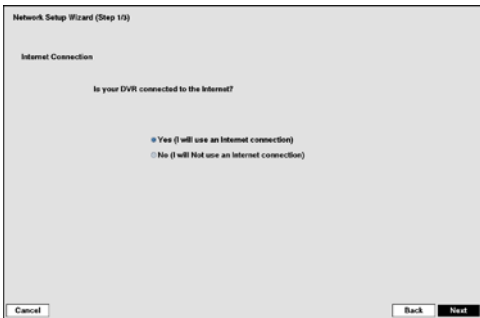 Network Setup Wizard (Step 1/3)
Internet Connection
Is your DVR connected to the Internet?
Yes (I will use an Internet connection)
No (I will Not use an Internet connection)
Cancel
Back
Next